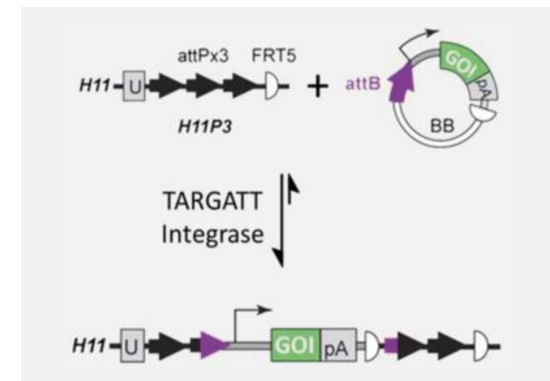 attPx3 FRT5
H11 U + attB GOI pA
H11P3 BB
TARGATT
Integrase
H11 U GOI pA